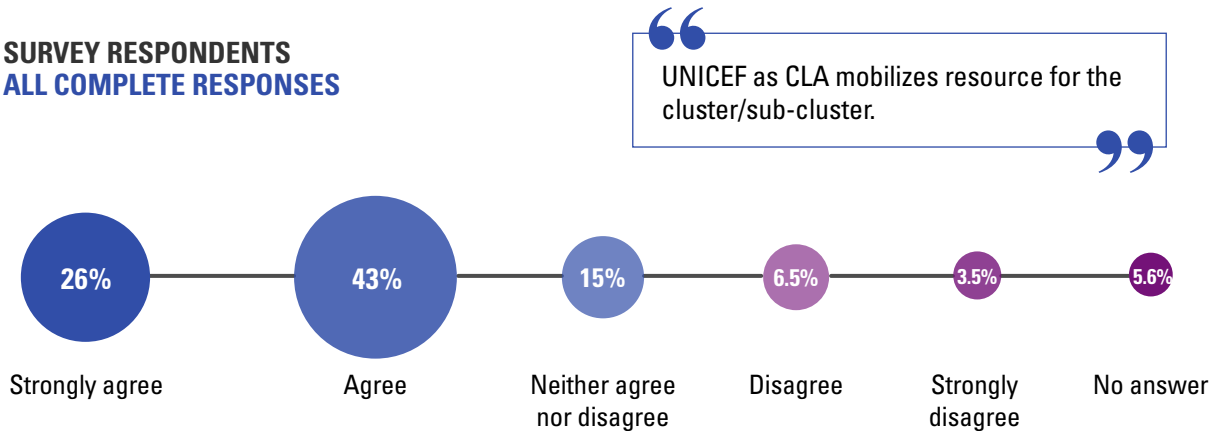 SURVEY RESPONDENTS
ALL COMPLETE RESPONSES
“
UNICEF as CLA mobilizes resource for the
cluster/sub-cluster.
”
26%
43%
15%
6.5%
3.5%
5.6%
Strongly agree
Agree
Neither agree
nor disagree
Disagree
Strongly
disagree
No answer